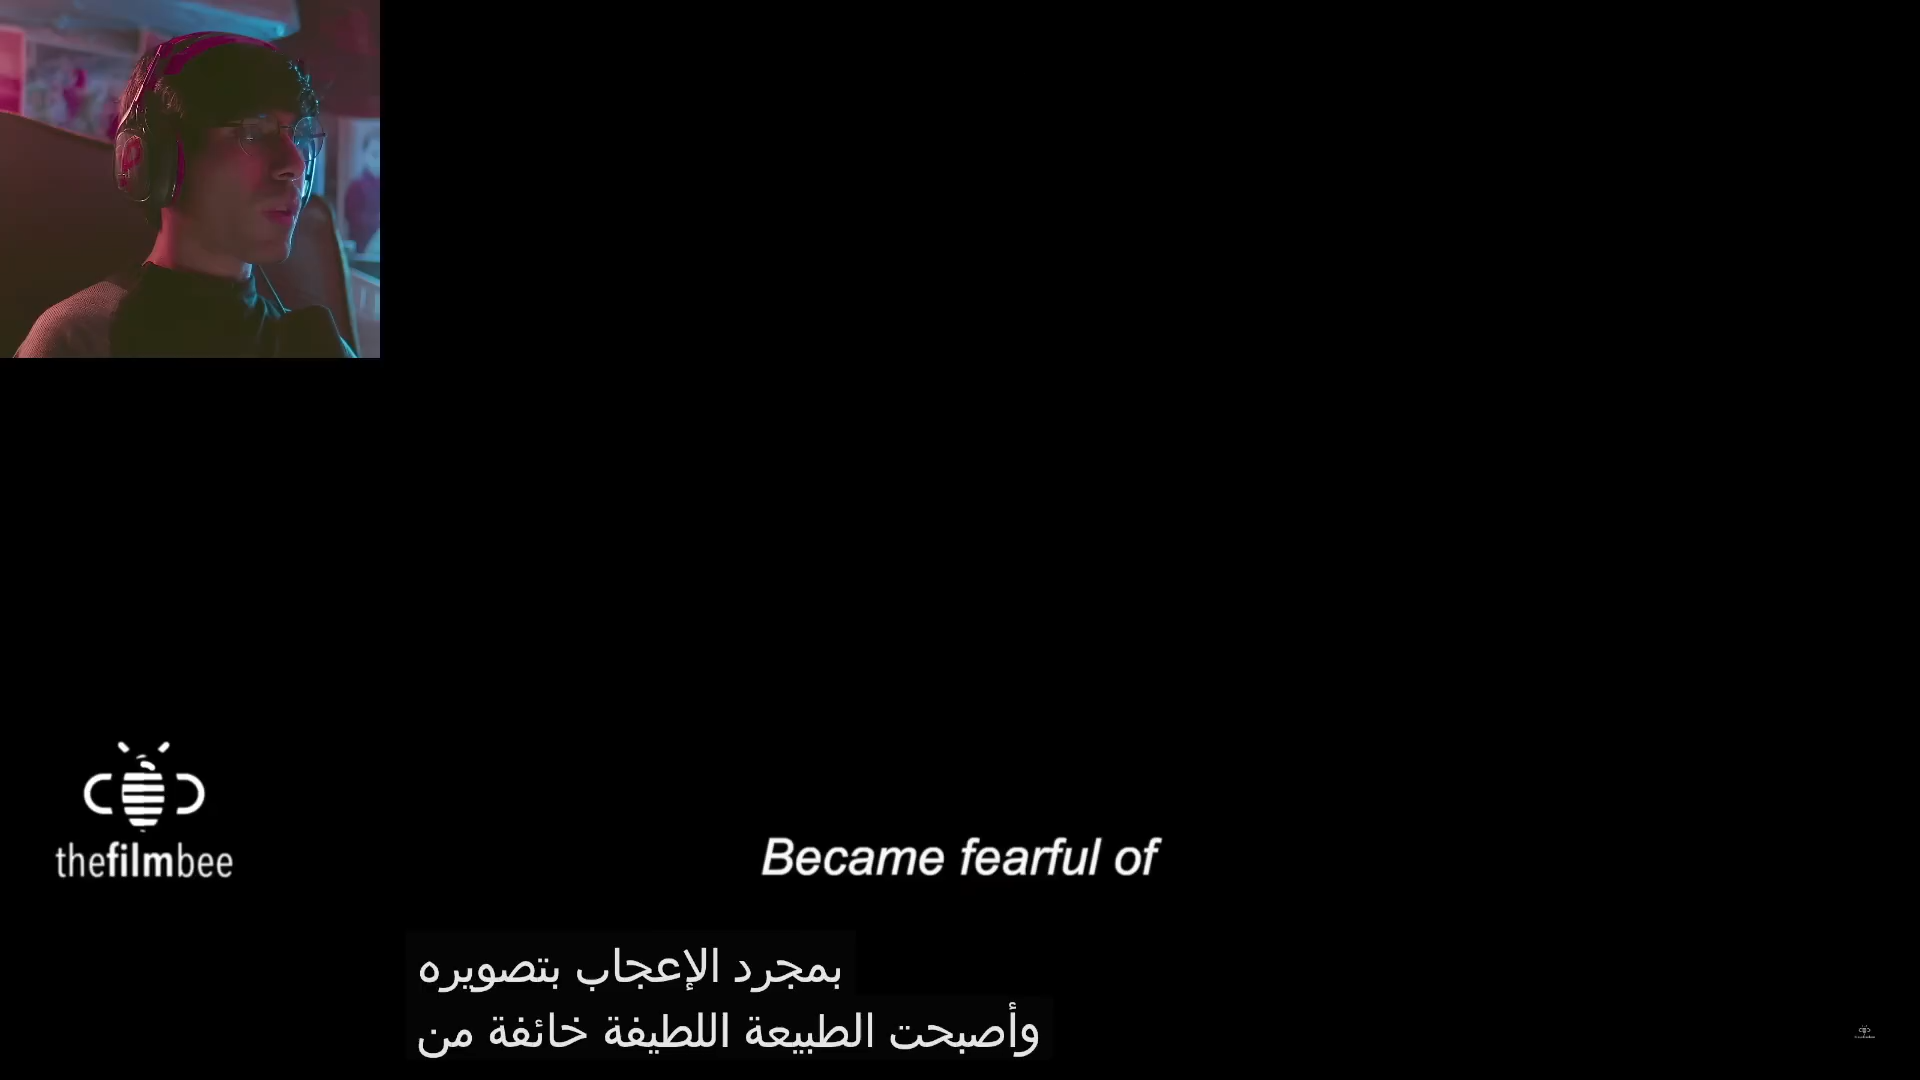 thefilmbee
Became fearful of
بمجرد الإعجاب بتصويره
وأصبحت الطبيعة اللطيفة خائفة من